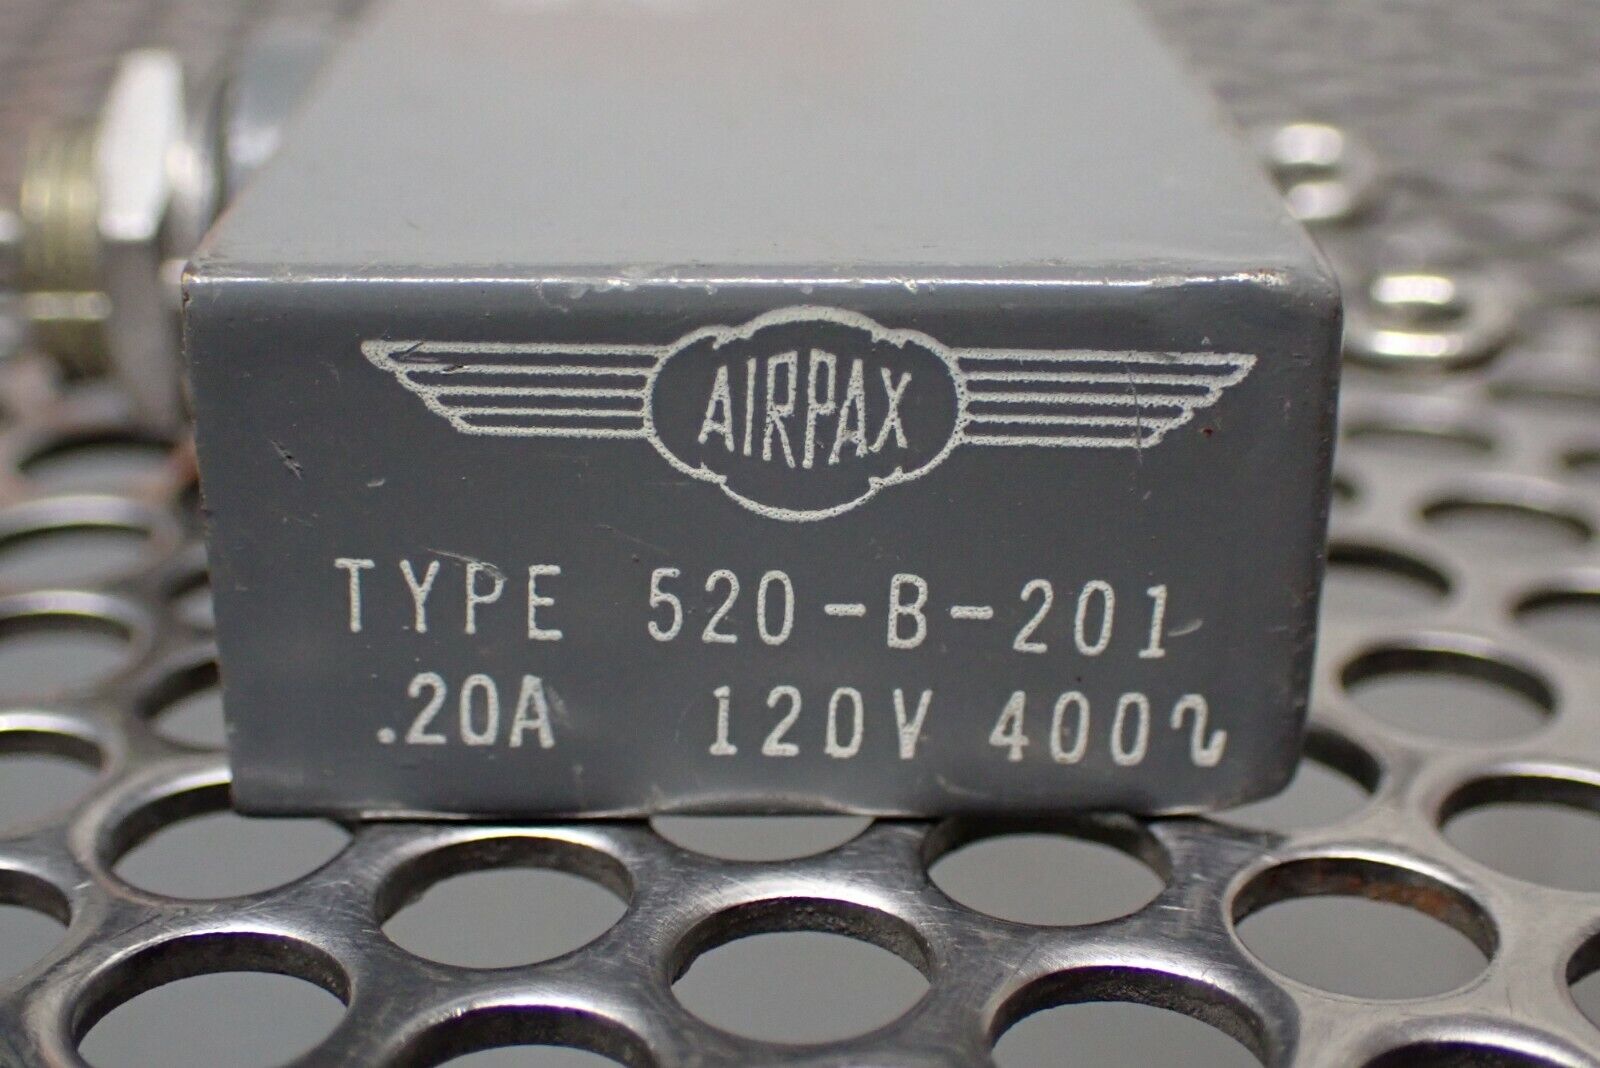 AIRPAX
TYPE 520-B-201
.20A 120V 400∿